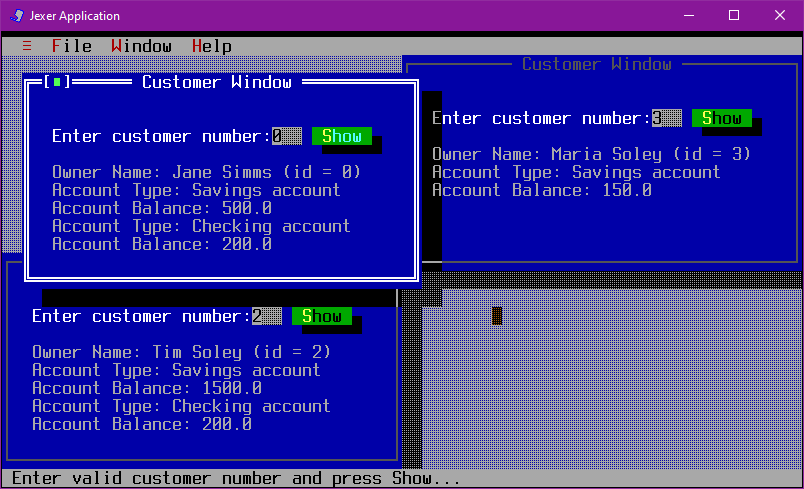 Jexer Application
≡ File Window Help
Customer Window
Enter customer number:0 Show
Owner Name: Jane Simms (id = 0)
Account Type: Savings account
Account Balance: 500.0
Account Type: Checking account
Account Balance: 200.0
Customer Window
Enter customer number:3 Show
Owner Name: Maria Soley (id = 3)
Account Type: Savings account
Account Balance: 150.0
Enter customer number:2 Show
Owner Name: Tim Soley (id = 2)
Account Type: Savings account
Account Balance: 1500.0
Account Type: Checking account
Account Balance: 200.0
Enter valid customer number and press Show...